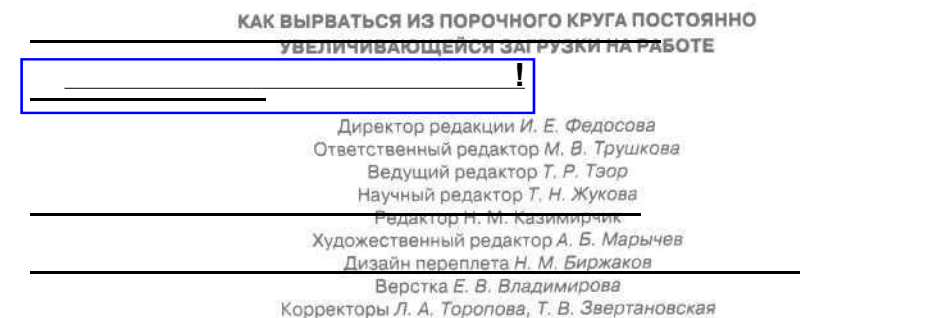 КАК ВЫРВАТЬСЯ ИЗ ПОРОЧНОГО КРУГА ПОСТОЯННО
УВЕЛИЧИВАЮЩЕЙСЯ ЗАГРУЗКИ НА РАБОТЕ
!
Директор редакции И. Е. Федосова
Ответственный редактор М. В. Трушкова
Ведущий редактор Т. Р. Тэор
Научный редактор Т. Н. Жукова
Редактор Н. М. Казимирчик
Художественный редактор А. Б. Марычев
Дизайн переплета Н. М. Биржаков
Верстка Е. В. Владимирова
Корректоры Л. А. Торопова, Т. В. Звертановская